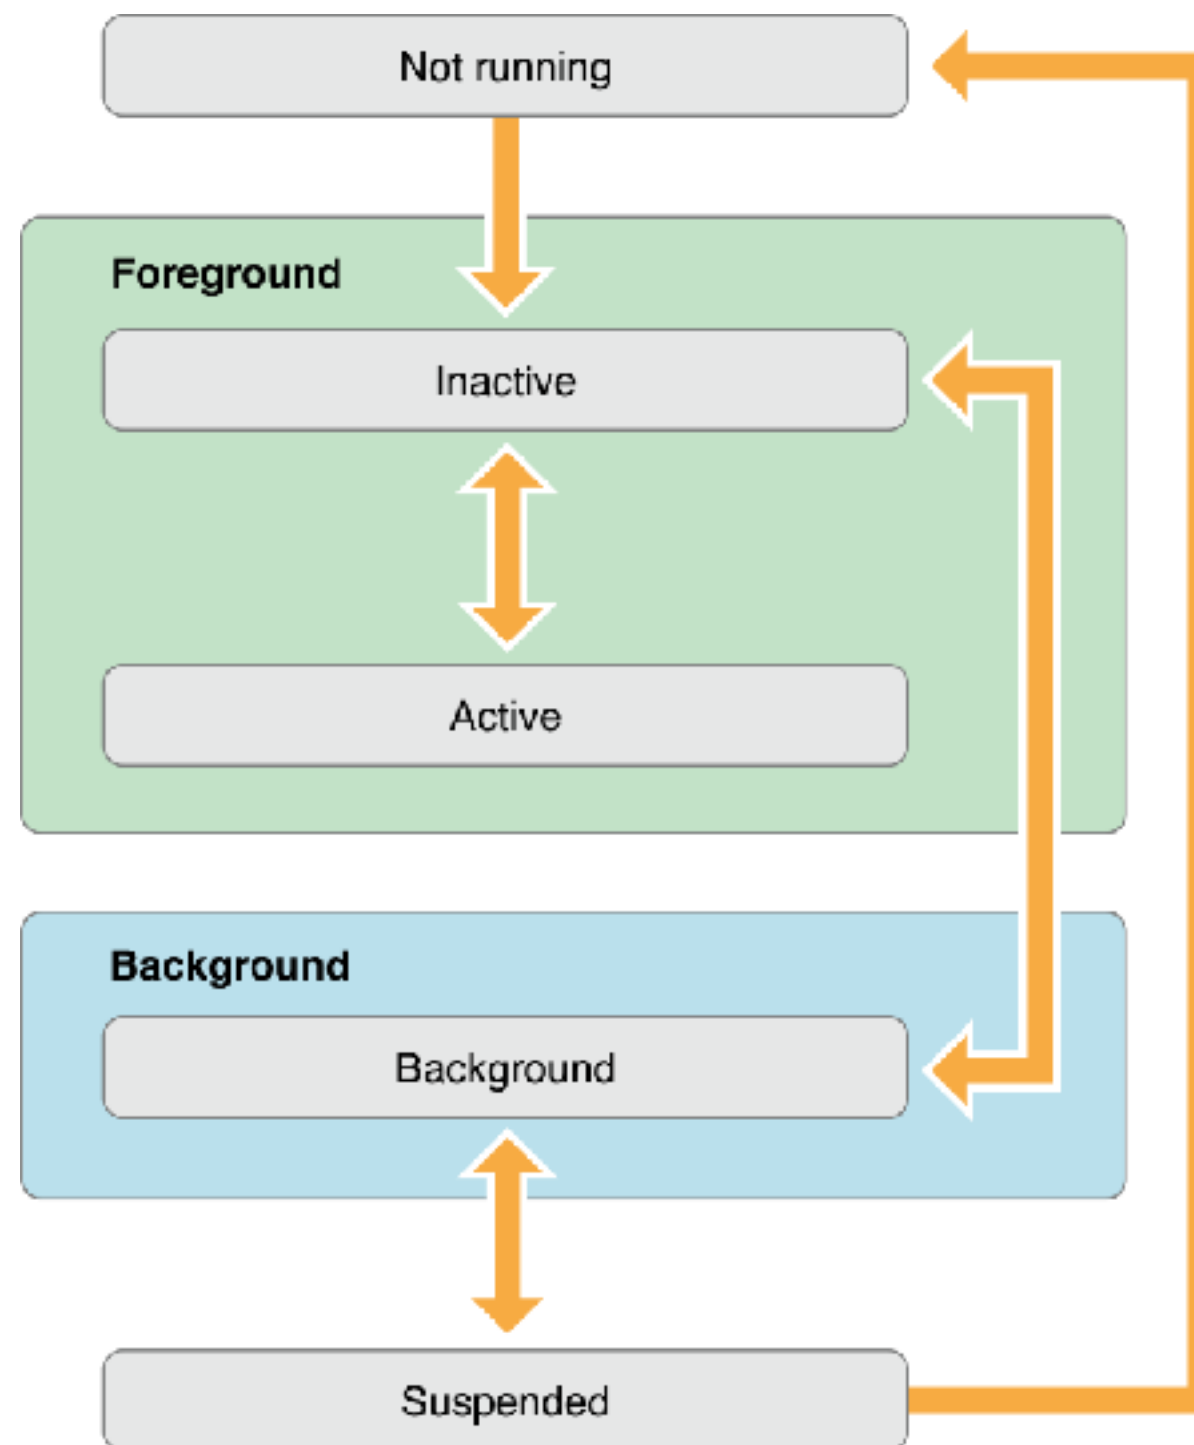 Not running
Foreground
Inactive
Active
Background
Background
Suspended